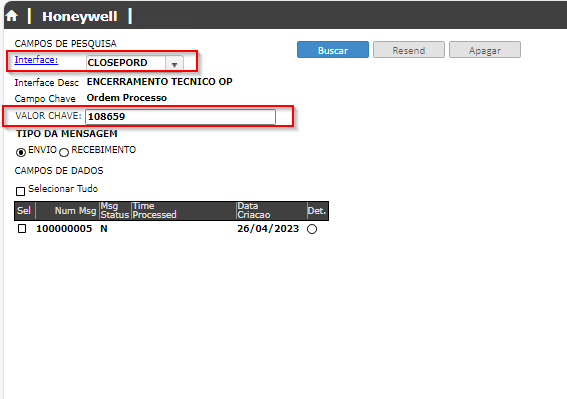 Honeywell
CAMPOS DE PESQUISA
Buscar Resend Apagar
Interface: CLOSEPORD
Interface Desc ENCERRAMENTO TECNICO OP
Campo Chave Ordem Processo
VALOR CHAVE: 108659
TIPO DA MENSAGEM
ENVIO RECEBIMENTO
CAMPOS DE DADOS
Selecionar Tudo
Sel Num Msg Msg Status Time Processed Data Criacao Det.
100000005 N 26/04/2023